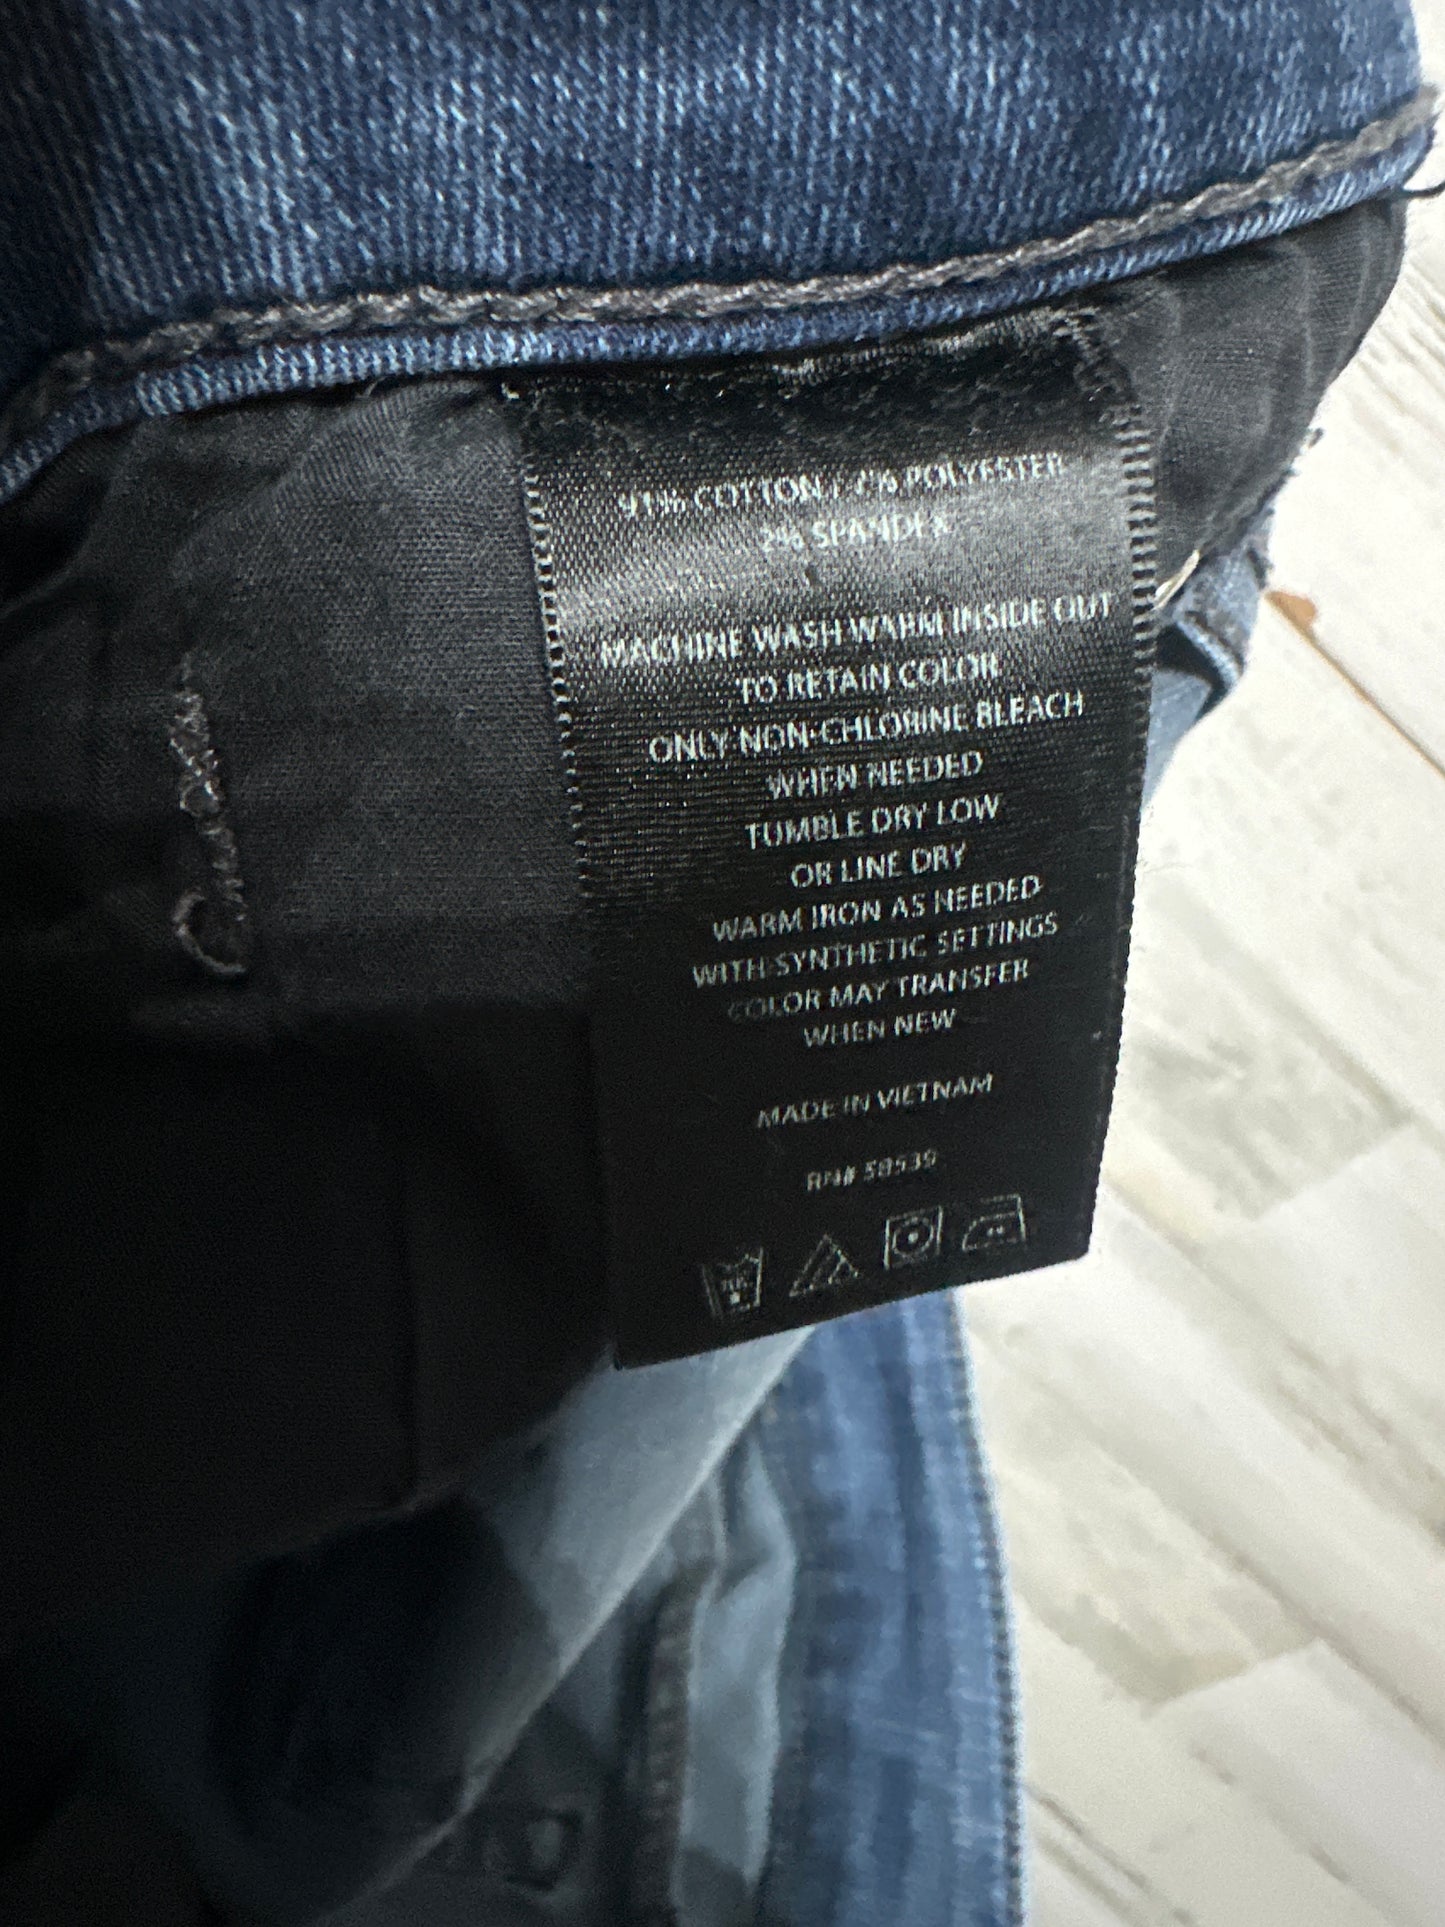 91% COTTON / 7% POLYESTER
2% SPANDEX
MACHINE WASH WARM INSIDE OUT
TO RETAIN COLOR
ONLY NON-CHLORINE BLEACH
WHEN NEEDED
TUMBLE DRY LOW
OR LINE DRY
WARM IRON AS NEEDED
WITH SYNTHETIC SETTINGS
COLOR MAY TRANSFER
WHEN NEW
MADE IN VIETNAM
RN# 58539